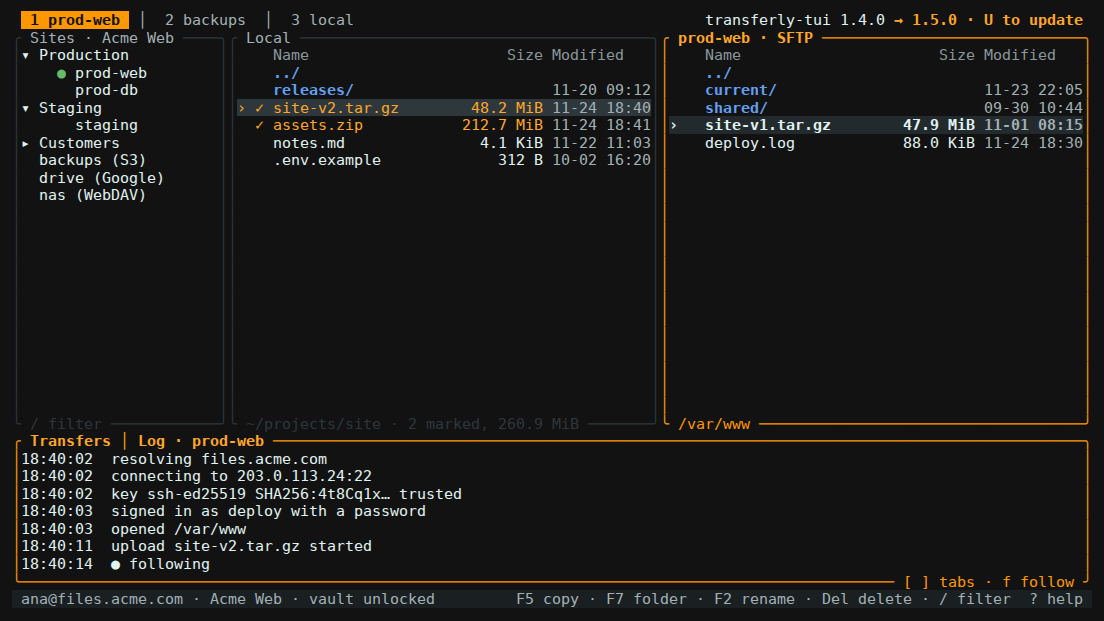 1 prod-web │ 2 backups │ 3 local transferly-tui 1.4.0 → 1.5.0 · U to update
Sites · Acme Web
▾ Production
● prod-web
prod-db
▾ Staging
staging
▸ Customers
backups (S3)
drive (Google)
nas (WebDAV)
/ filter
Local
Name Size Modified
../
releases/ 11-20 09:12
› ✓ site-v2.tar.gz 48.2 MiB 11-24 18:40
✓ assets.zip 212.7 MiB 11-24 18:41
notes.md 4.1 KiB 11-22 11:03
.env.example 312 B 10-02 16:20
~/projects/site · 2 marked, 260.9 MiB
prod-web · SFTP
Name Size Modified
../
current/ 11-23 22:05
shared/ 09-30 10:44
› site-v1.tar.gz 47.9 MiB 11-01 08:15
deploy.log 88.0 KiB 11-24 18:30
/var/www
Transfers │ Log · prod-web
18:40:02 resolving files.acme.com
18:40:02 connecting to 203.0.113.24:22
18:40:02 key ssh-ed25519 SHA256:4t8Cq1x… trusted
18:40:03 signed in as deploy with a password
18:40:03 opened /var/www
18:40:11 upload site-v2.tar.gz started
18:40:14 ● following
[ ] tabs · f follow
ana@files.acme.com · Acme Web · vault unlocked F5 copy · F7 folder · F2 rename · Del delete · / filter ? help